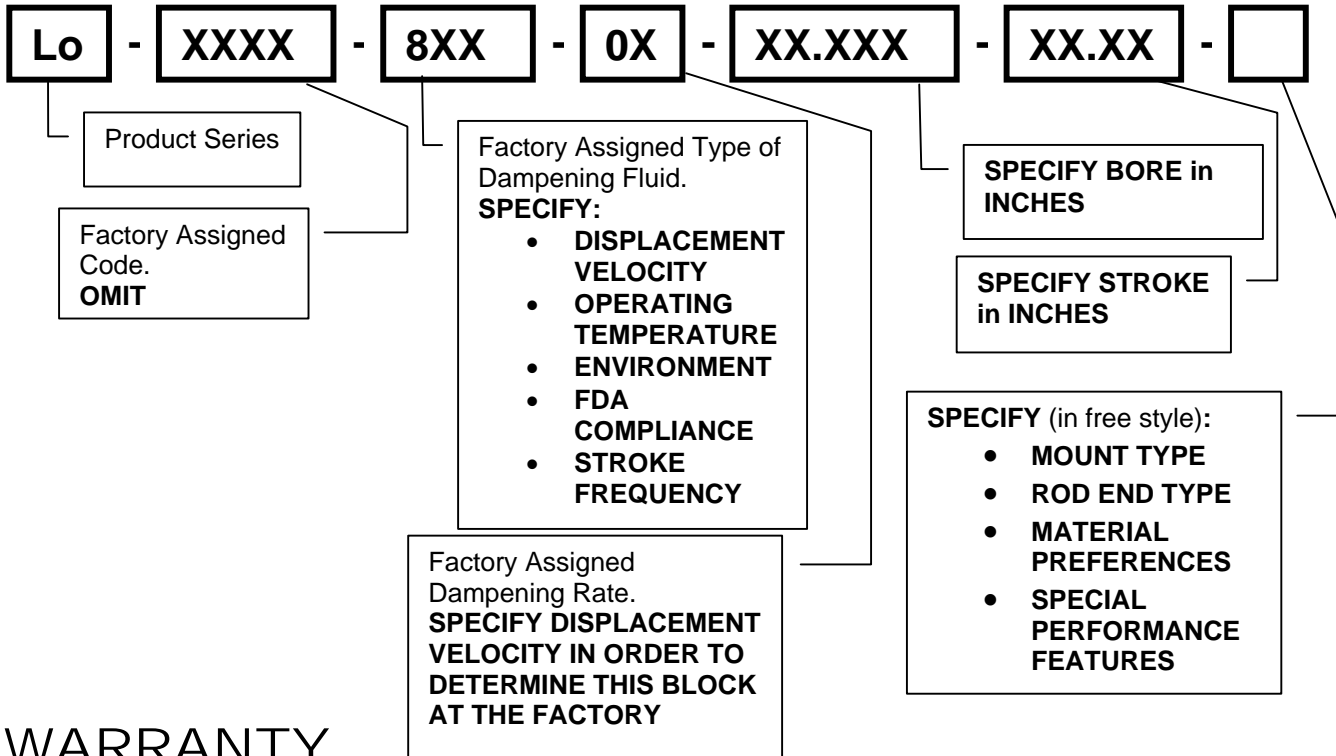 Lo - XXXX - 8XX - 0X - XX.XXX - XX.XX -
Product Series
Factory Assigned
Code.
OMIT
Factory Assigned Type of
Dampening Fluid.
SPECIFY:
• DISPLACEMENT
VELOCITY
• OPERATING
TEMPERATURE
• ENVIRONMENT
• FDA
COMPLIANCE
• STROKE
FREQUENCY
Factory Assigned
Dampening Rate.
SPECIFY DISPLACEMENT
VELOCITY IN ORDER TO
DETERMINE THIS BLOCK
AT THE FACTORY
SPECIFY BORE in
INCHES
SPECIFY STROKE
in INCHES
SPECIFY (in free style):
• MOUNT TYPE
• ROD END TYPE
• MATERIAL
PREFERENCES
• SPECIAL
PERFORMANCE
FEATURES
WARRANTY